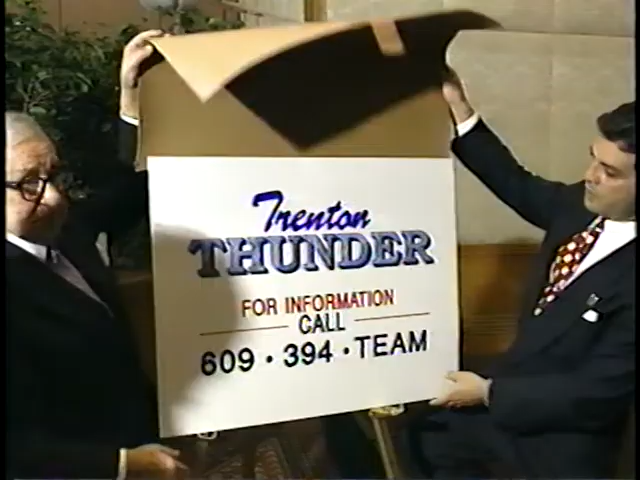 Trenton
THUNDER
FOR INFORMATION
CALL
609 • 394 • TEAM